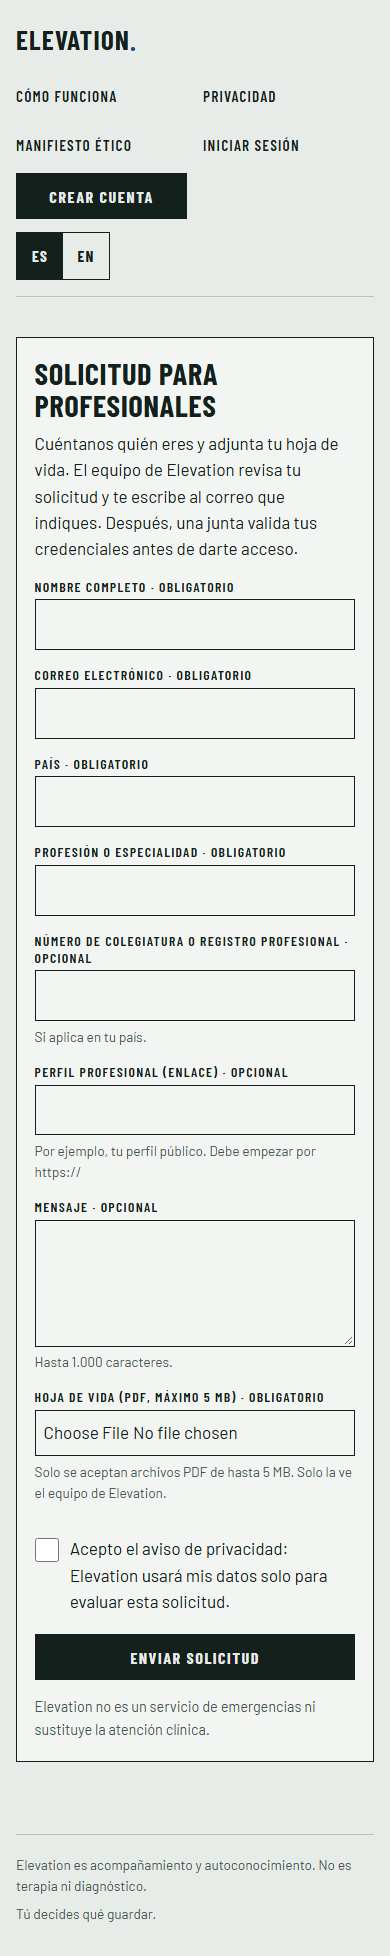 ELEVATION.
CÓMO FUNCIONA
PRIVACIDAD
MANIFIESTO ÉTICO
INICIAR SESIÓN
CREAR CUENTA
ES
EN
SOLICITUD PARA
PROFESIONALES
Cuéntanos quién eres y adjunta tu hoja de
vida. El equipo de Elevation revisa tu
solicitud y te escribe al correo que
indiques. Después, una junta valida tus
credenciales antes de darte acceso.
NOMBRE COMPLETO · OBLIGATORIO
CORREO ELECTRÓNICO · OBLIGATORIO
PAÍS · OBLIGATORIO
PROFESIÓN O ESPECIALIDAD · OBLIGATORIO
NÚMERO DE COLEGIATURA O REGISTRO PROFESIONAL ·
OPCIONAL
Si aplica en tu país.
PERFIL PROFESIONAL (ENLACE) · OPCIONAL
Por ejemplo, tu perfil público. Debe empezar por
https://
MENSAJE · OPCIONAL
Hasta 1.000 caracteres.
HOJA DE VIDA (PDF, MÁXIMO 5 MB) · OBLIGATORIO
Choose File No file chosen
Solo se aceptan archivos PDF de hasta 5 MB. Solo la ve
el equipo de Elevation.
Acepto el aviso de privacidad:
Elevation usará mis datos solo para
evaluar esta solicitud.
ENVIAR SOLICITUD
Elevation no es un servicio de emergencias ni
sustituye la atención clínica.
Elevation es acompañamiento y autoconocimiento. No es
terapia ni diagnóstico.
Tú decides qué guardar.